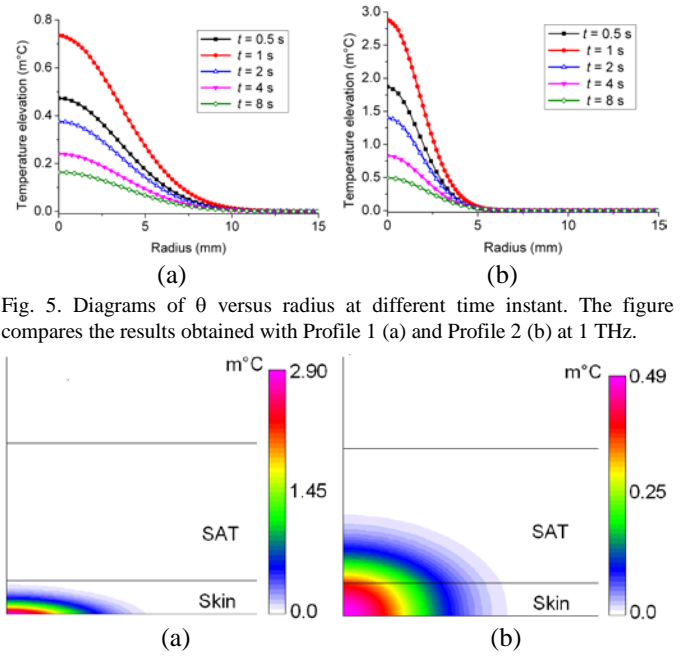 0.8
0.6
0.4
0.2
0.0
Temperature elevation (m°C)
t = 0.5 s
t = 1 s
t = 2 s
t = 4 s
t = 8 s
0 5 10 15
Radius (mm)
(a)
3.0
2.5
2.0
1.5
1.0
0.5
0.0
Temperature elevation (m°C)
t = 0.5 s
t = 1 s
t = 2 s
t = 4 s
t = 8 s
0 5 10 15
Radius (mm)
(b)
Fig. 5. Diagrams of θ versus radius at different time instant. The figure
compares the results obtained with Profile 1 (a) and Profile 2 (b) at 1 THz.
m°C
2.90
1.45
0.0
SAT
Skin
(a)
m°C
0.49
0.25
0.0
SAT
Skin
(b)